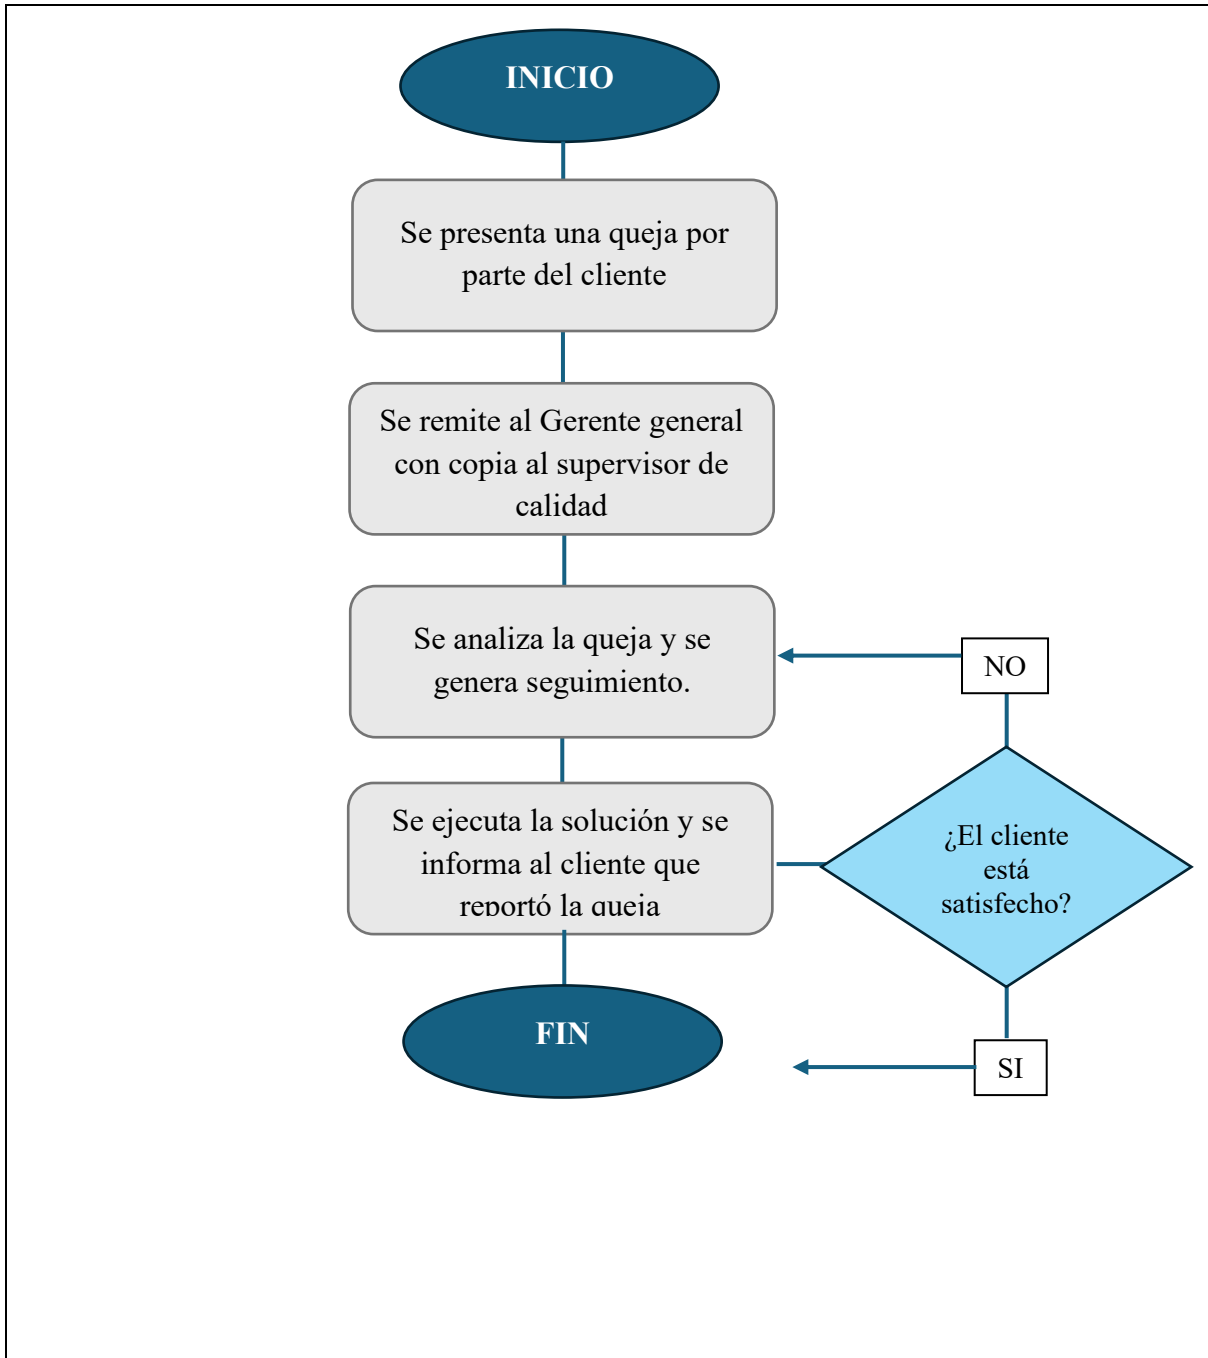 INICIO
Se presenta una queja por
parte del cliente
Se remite al Gerente general
con copia al supervisor de
calidad
Se analiza la queja y se
genera seguimiento.
NO
Se ejecuta la solución y se
informa al cliente que
reportó la queja
¿El cliente
está
satisfecho?
FIN
SI